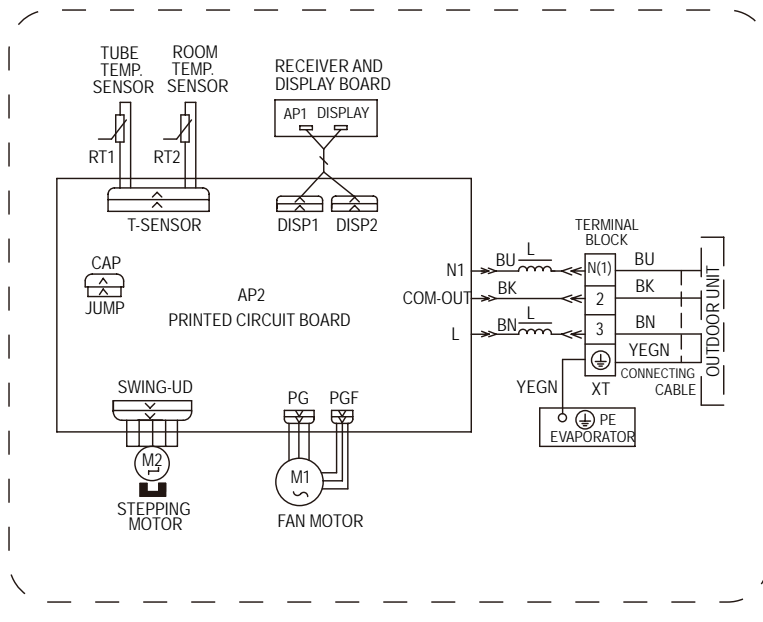 TUBE
TEMP.
SENSOR
ROOM
TEMP.
SENSOR
RECEIVER AND
DISPLAY BOARD
AP1 DISPLAY
RT1
RT2
T-SENSOR
DISP1
DISP2
CAP
JUMP
AP2
PRINTED CIRCUIT BOARD
N1
COM-OUT
L
BU
L
BK
BN
L
TERMINAL
BLOCK
N(1)
2
3
XT
BU
BK
BN
YEGN
CONNECTING
CABLE
OUTDOOR UNIT
YEGN
PE
EVAPORATOR
SWING-UD
M2
STEPPING
MOTOR
PG
PGF
M1
FAN MOTOR